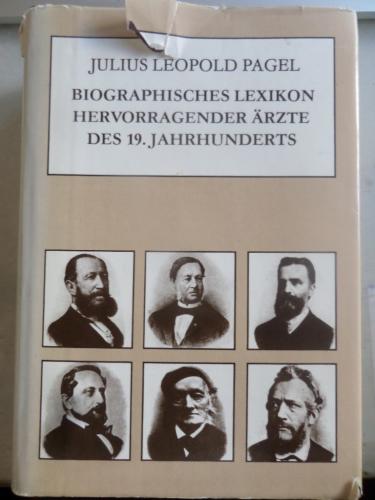 JULIUS LEOPOLD PAGEL
BIOGRAPHISCHES LEXIKON
HERVORRAGENDER ÄRZTE
DES 19. JAHRHUNDERTS